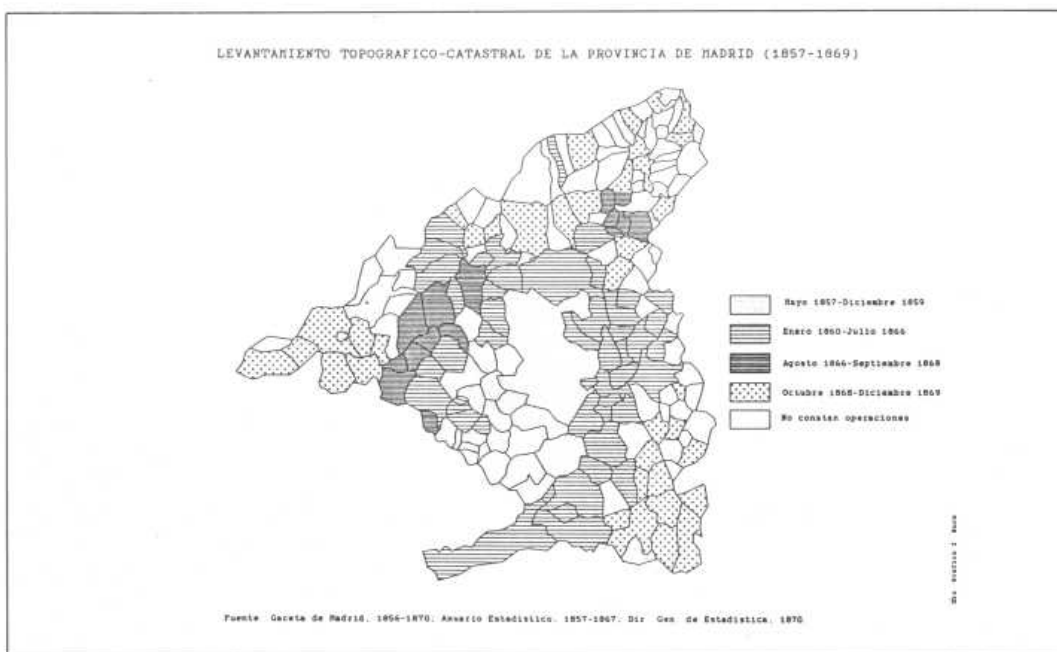 LEVANTAMIENTO TOPOGRAFICO-CATASTRAL DE LA PROVINCIA DE MADRID (1857-1869)
Mayo 1857-Diciembre 1859
Enero 1860-Julio 1866
Agosto 1866-Septiembre 1868
Octubre 1868-Diciembre 1869
No constan operaciones
Fuente Gaceta de Madrid, 1856-1870; Anuario Estadistico, 1857-1867, Dir Gen de Estadistica, 1870